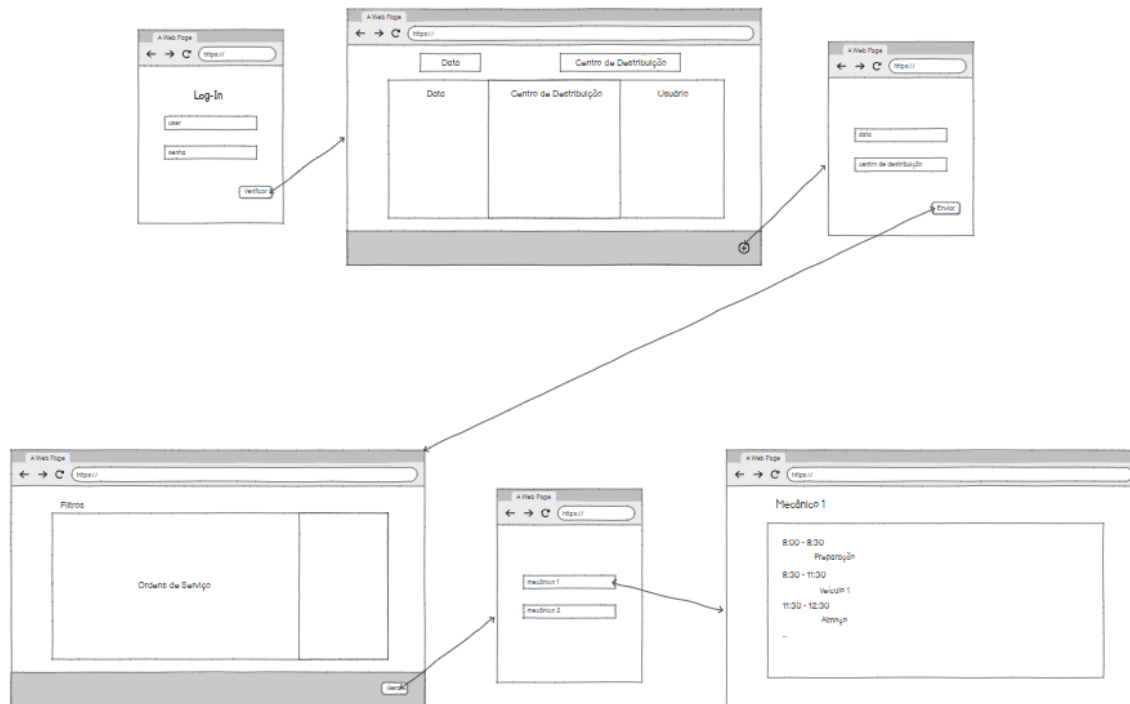 A Web Page
https://
Log-In
user
senha
Verificar
A Web Page
https://
Data
Centro de Destribuição
Data
Centro de Destribuição
Usuário
A Web Page
https://
data
centro de destribuição
Enviar
A Web Page
https://
Filtros
Ordens de Serviço
A Web Page
https://
mecânico 1
mecânico 2
A Web Page
https://
Mecânico 1
8:00 - 8:30
Preparação
8:30 - 11:30
Veículo 1
11:30 - 12:30
Almoço
...